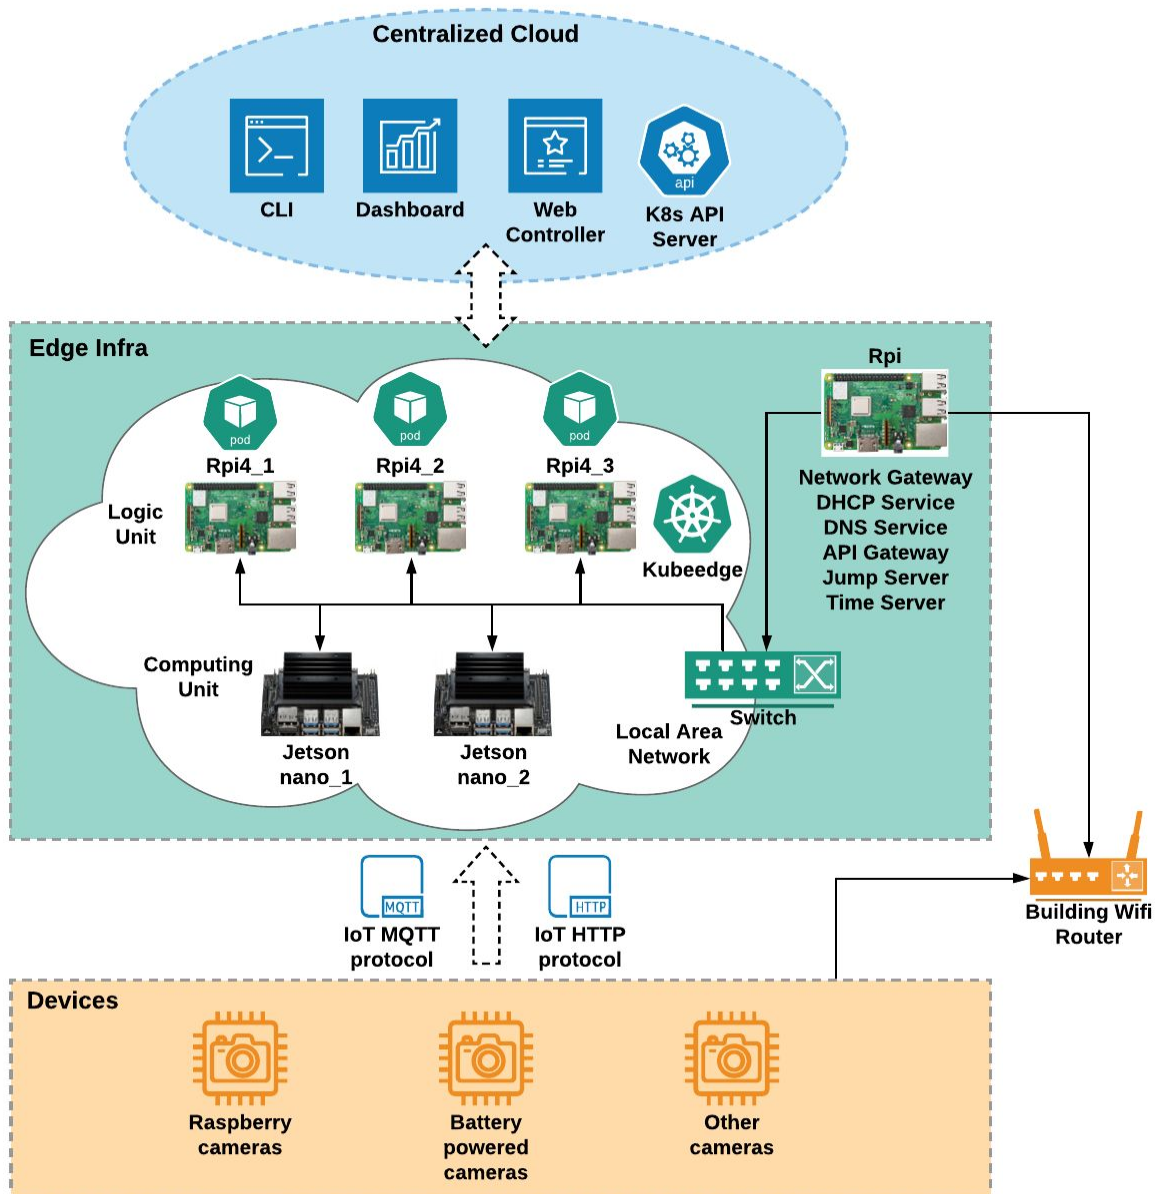 Centralized Cloud
CLI
Dashboard
Web
Controller
api
K8s API
Server
Edge Infra
Rpi
pod
pod
pod
Rpi4_1
Rpi4_2
Rpi4_3
Logic
Unit
Kubeedge
Network Gateway
DHCP Service
DNS Service
API Gateway
Jump Server
Time Server
Computing
Unit
Jetson
nano_1
Jetson
nano_2
Switch
Local Area
Network
MQTT
IoT MQTT
protocol
HTTP
IoT HTTP
protocol
Building Wifi
Router
Devices
Raspberry
cameras
Battery
powered
cameras
Other
cameras